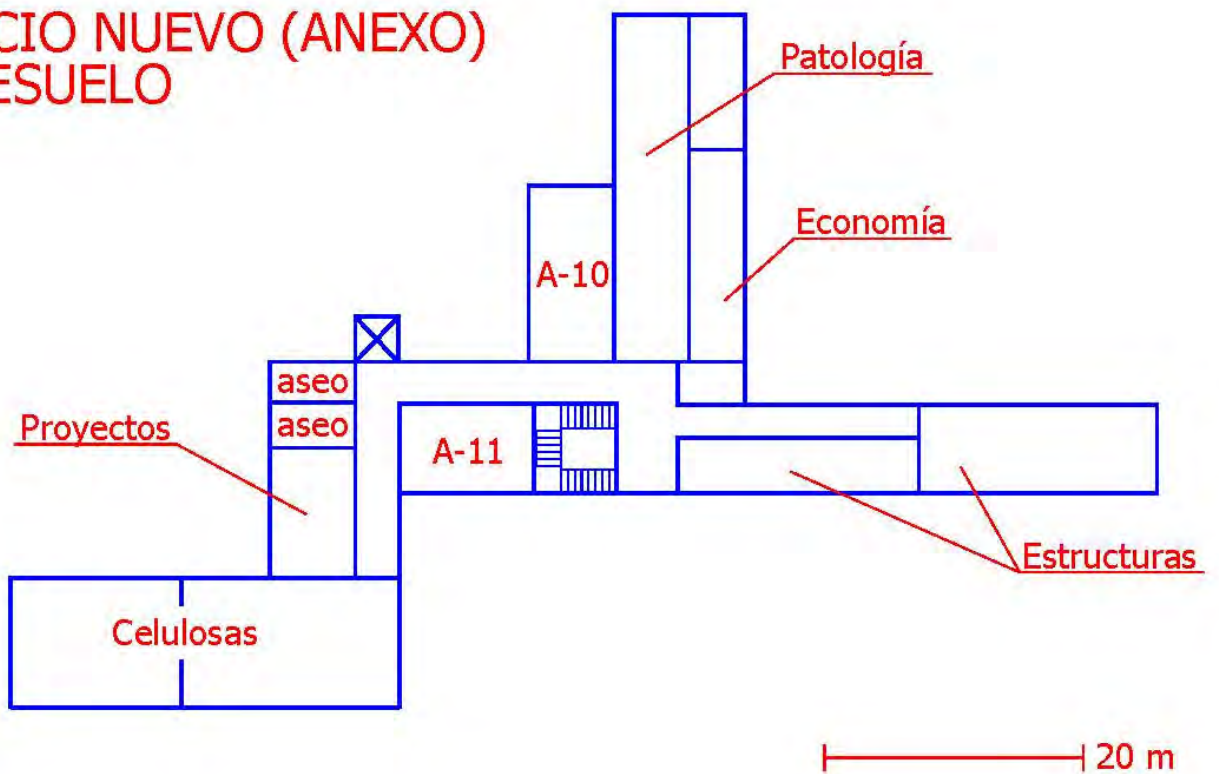 CIO NUEVO (ANEXO)
ESUELO
Patología
Economía
A-10
aseo
aseo
Proyectos
A-11
Estructuras
Celulosas
20 m